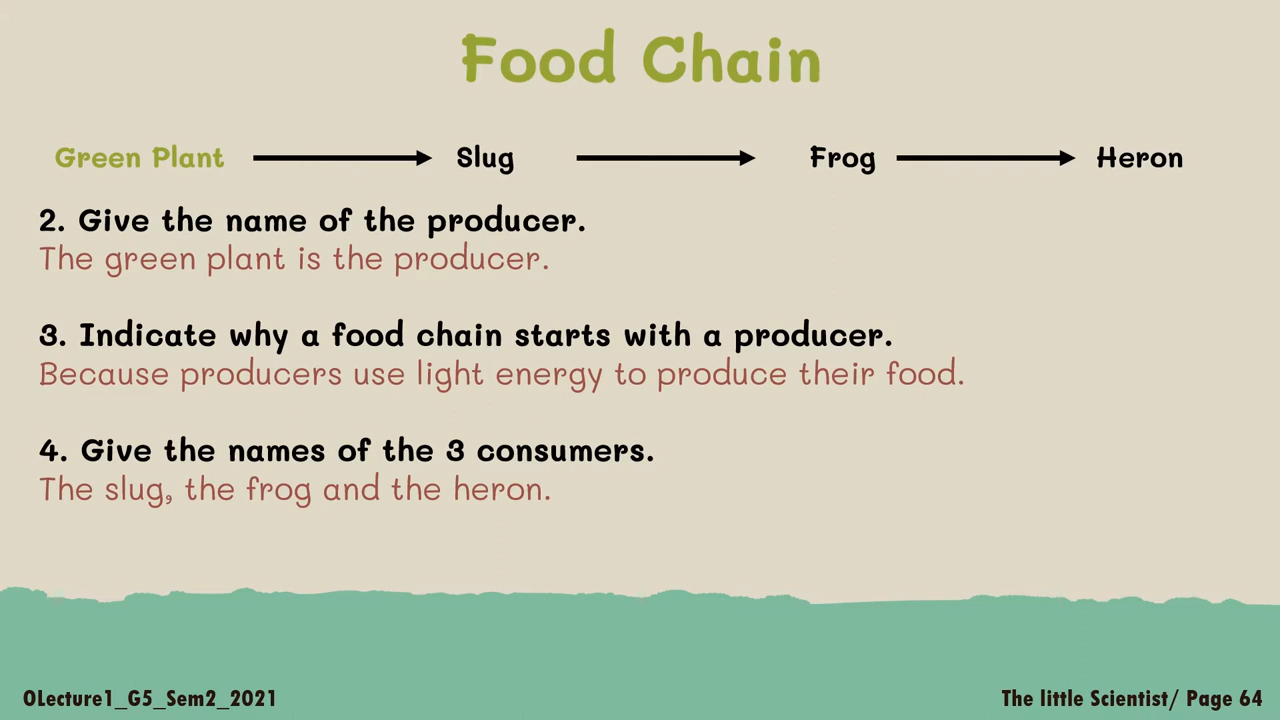 Food Chain
Green Plant Slug Frog Heron
2. Give the name of the producer.
The green plant is the producer.
3. Indicate why a food chain starts with a producer.
Because producers use light energy to produce their food.
4. Give the names of the 3 consumers.
The slug, the frog and the heron.
OLecture1_G5_Sem2_2021
The little Scientist/ Page 64